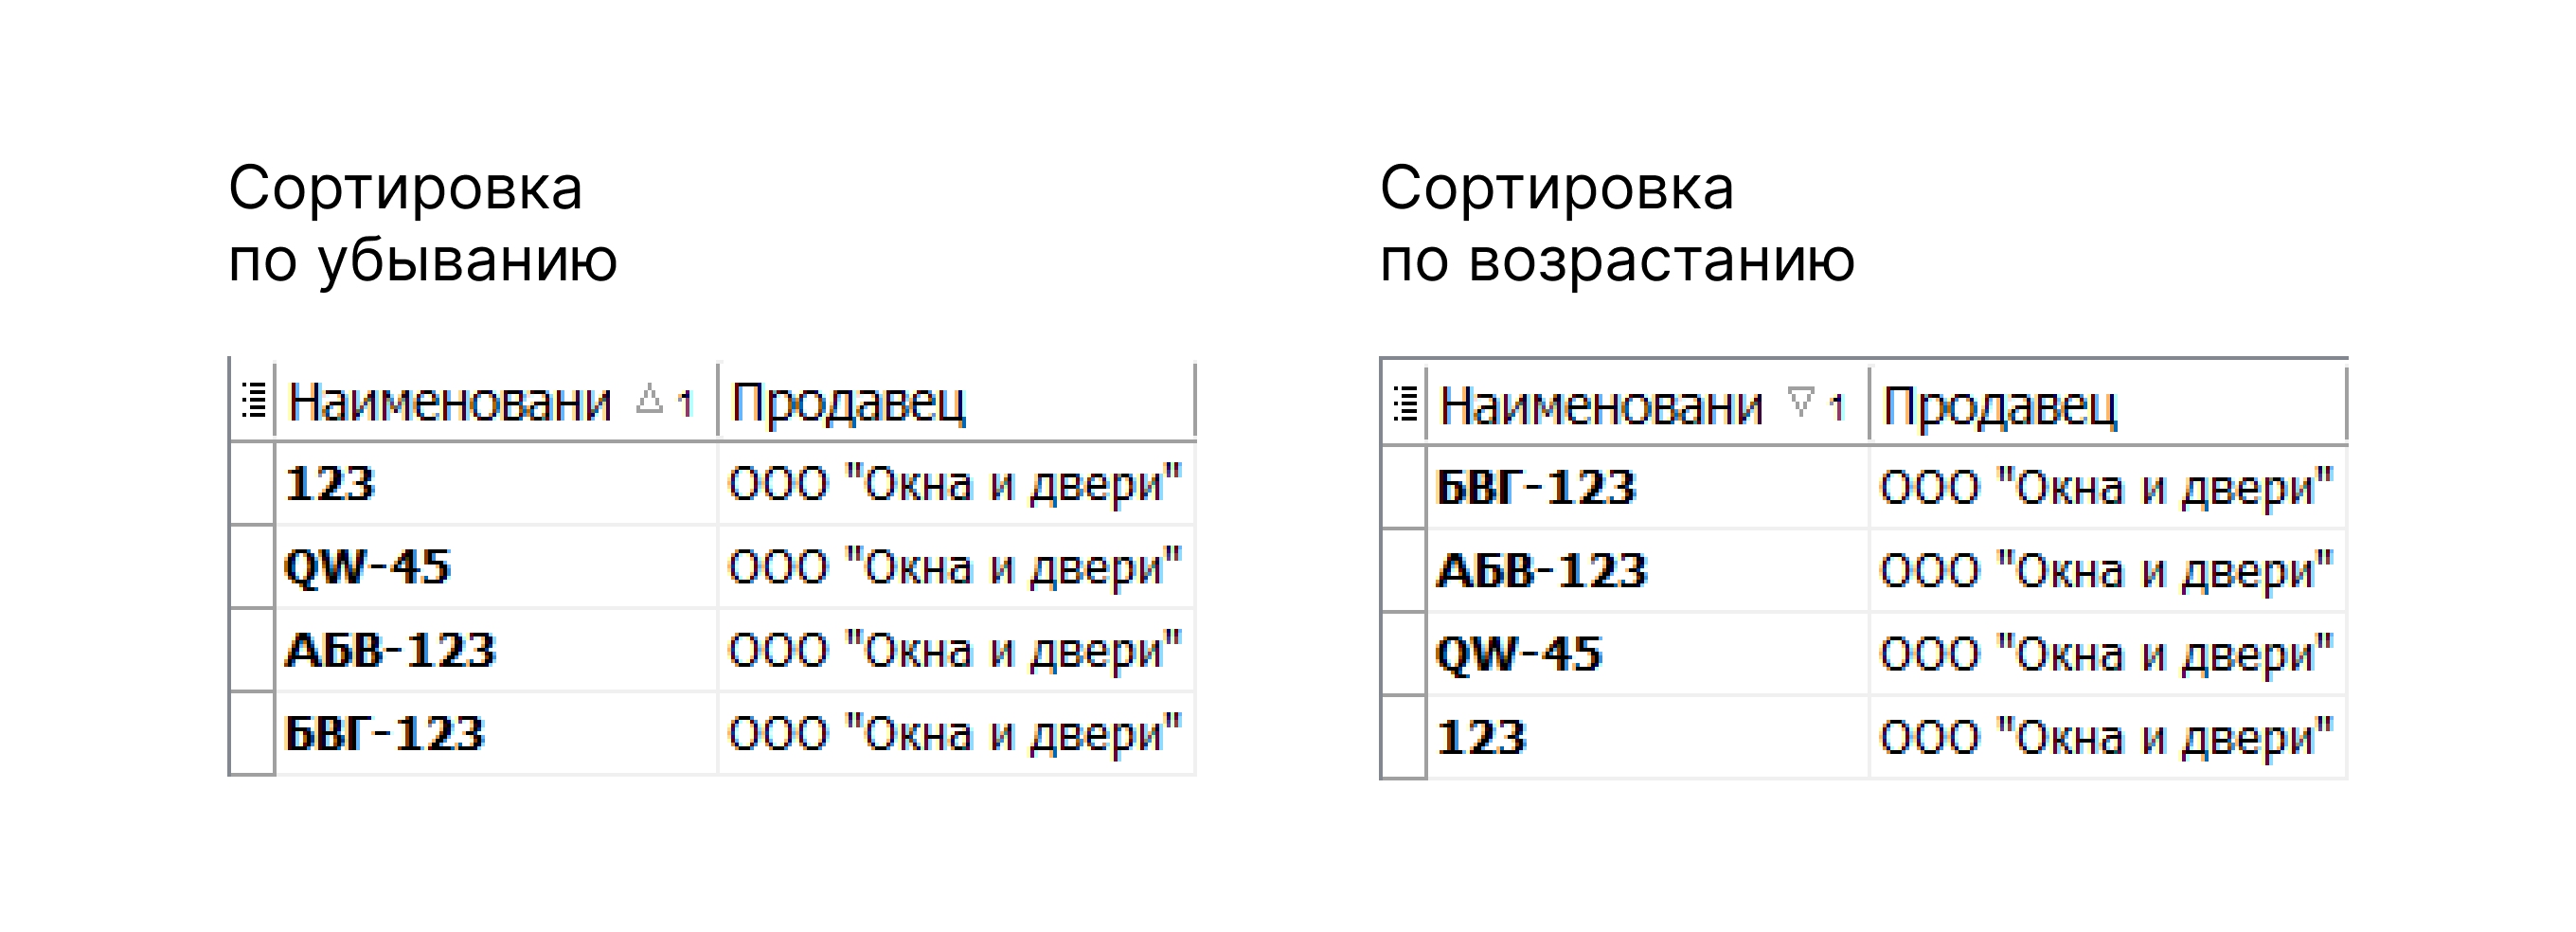 Сортировка
по убыванию
Наименовани 1 Продавец
123 ООО "Окна и двери"
QW-45 ООО "Окна и двери"
АБВ-123 ООО "Окна и двери"
БВГ-123 ООО "Окна и двери"
Сортировка
по возрастанию
Наименовани 1 Продавец
БВГ-123 ООО "Окна и двери"
АБВ-123 ООО "Окна и двери"
QW-45 ООО "Окна и двери"
123 ООО "Окна и двери"